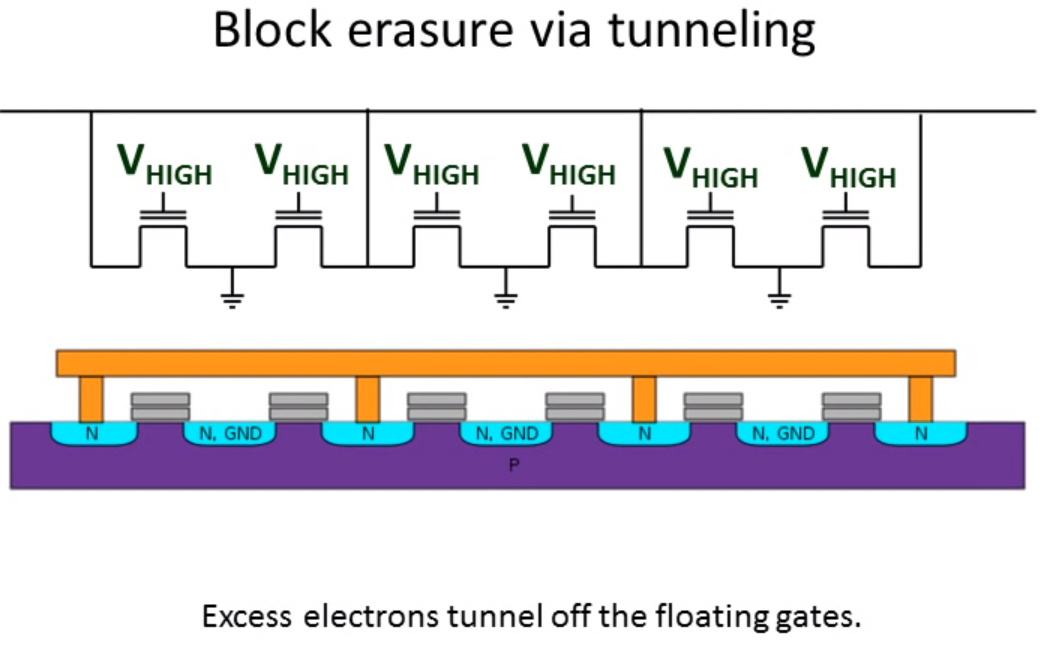 Block erasure via tunneling
VHIGH VHIGH VHIGH VHIGH VHIGH VHIGH
N N, GND N N, GND N N, GND N
P
Excess electrons tunnel off the floating gates.